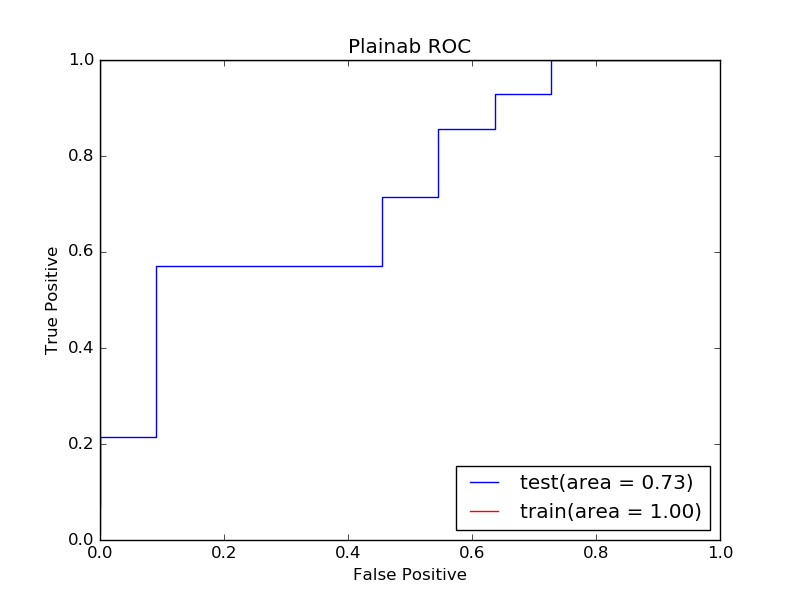 Plainab ROC
1.0
0.8
0.6
0.4
0.2
0.0
True Positive
0.0 0.2 0.4 0.6 0.8 1.0
False Positive
test(area = 0.73)
train(area = 1.00)